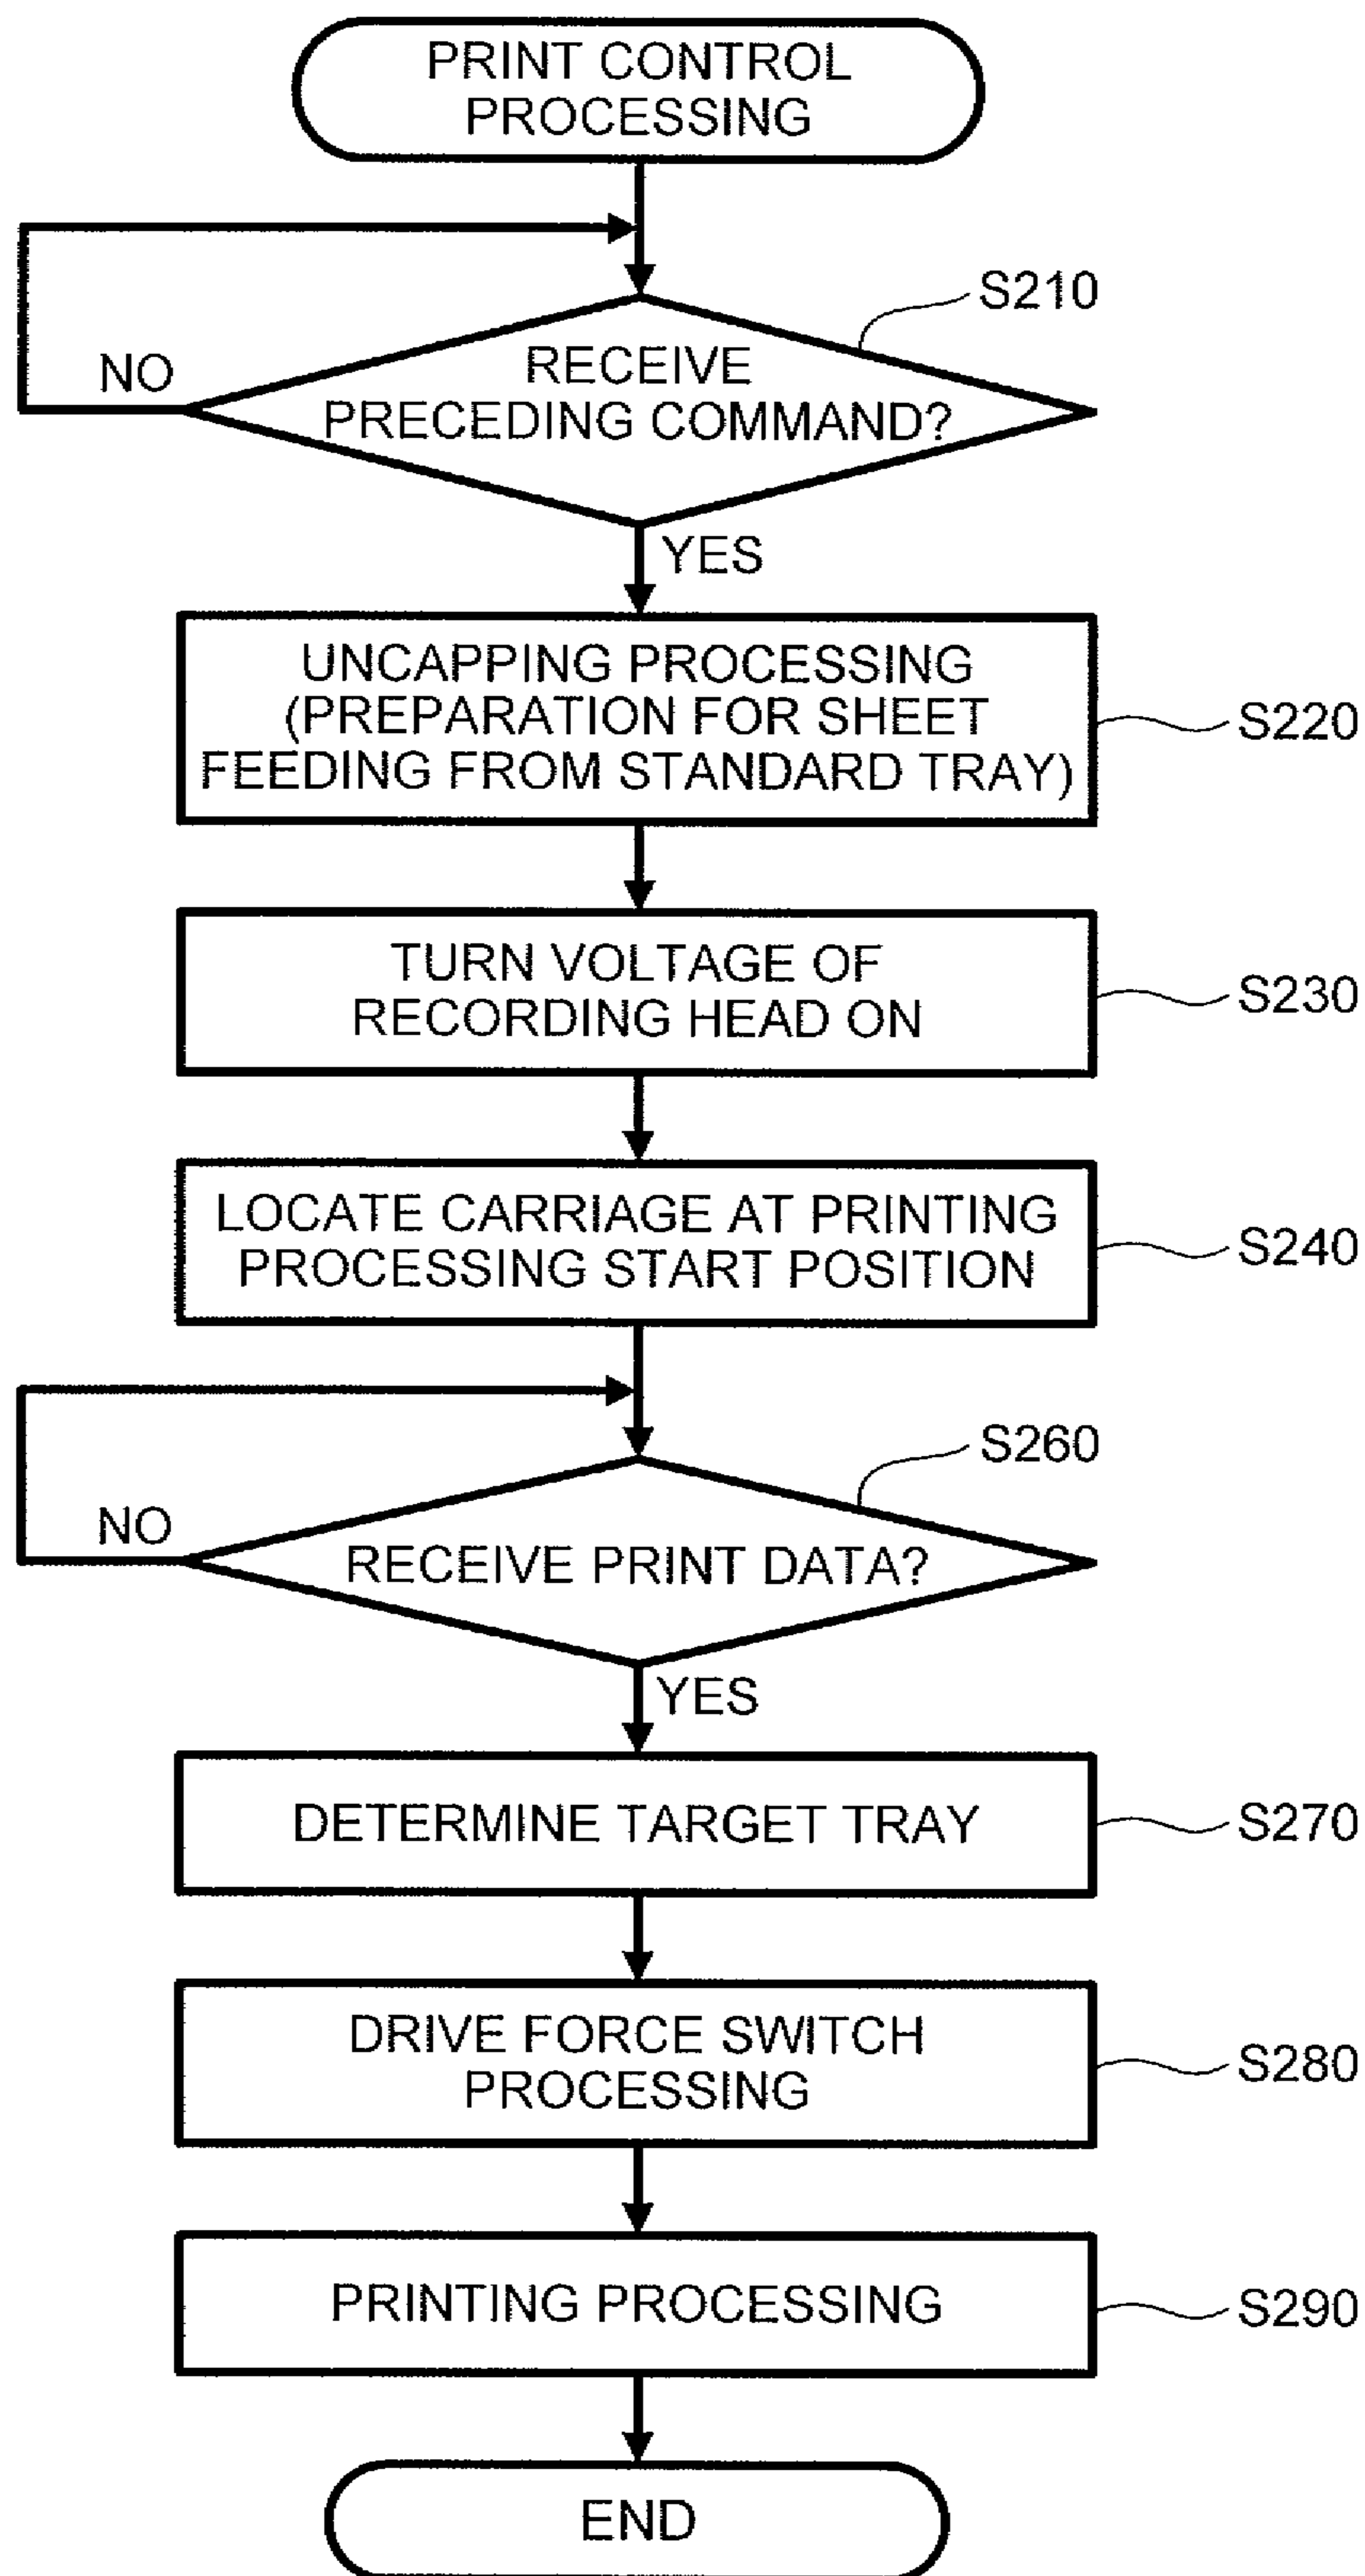 PRINT CONTROL
PROCESSING
S210
RECEIVE
PRECEDING COMMAND?
NO
YES
UNCAPPING PROCESSING
(PREPARATION FOR SHEET
FEEDING FROM STANDARD TRAY)
S220
TURN VOLTAGE OF
RECORDING HEAD ON
S230
LOCATE CARRIAGE AT PRINTING
PROCESSING START POSITION
S240
S260
NO
RECEIVE PRINT DATA?
YES
DETERMINE TARGET TRAY
S270
DRIVE FORCE SWITCH
PROCESSING
S280
PRINTING PROCESSING
S290
END